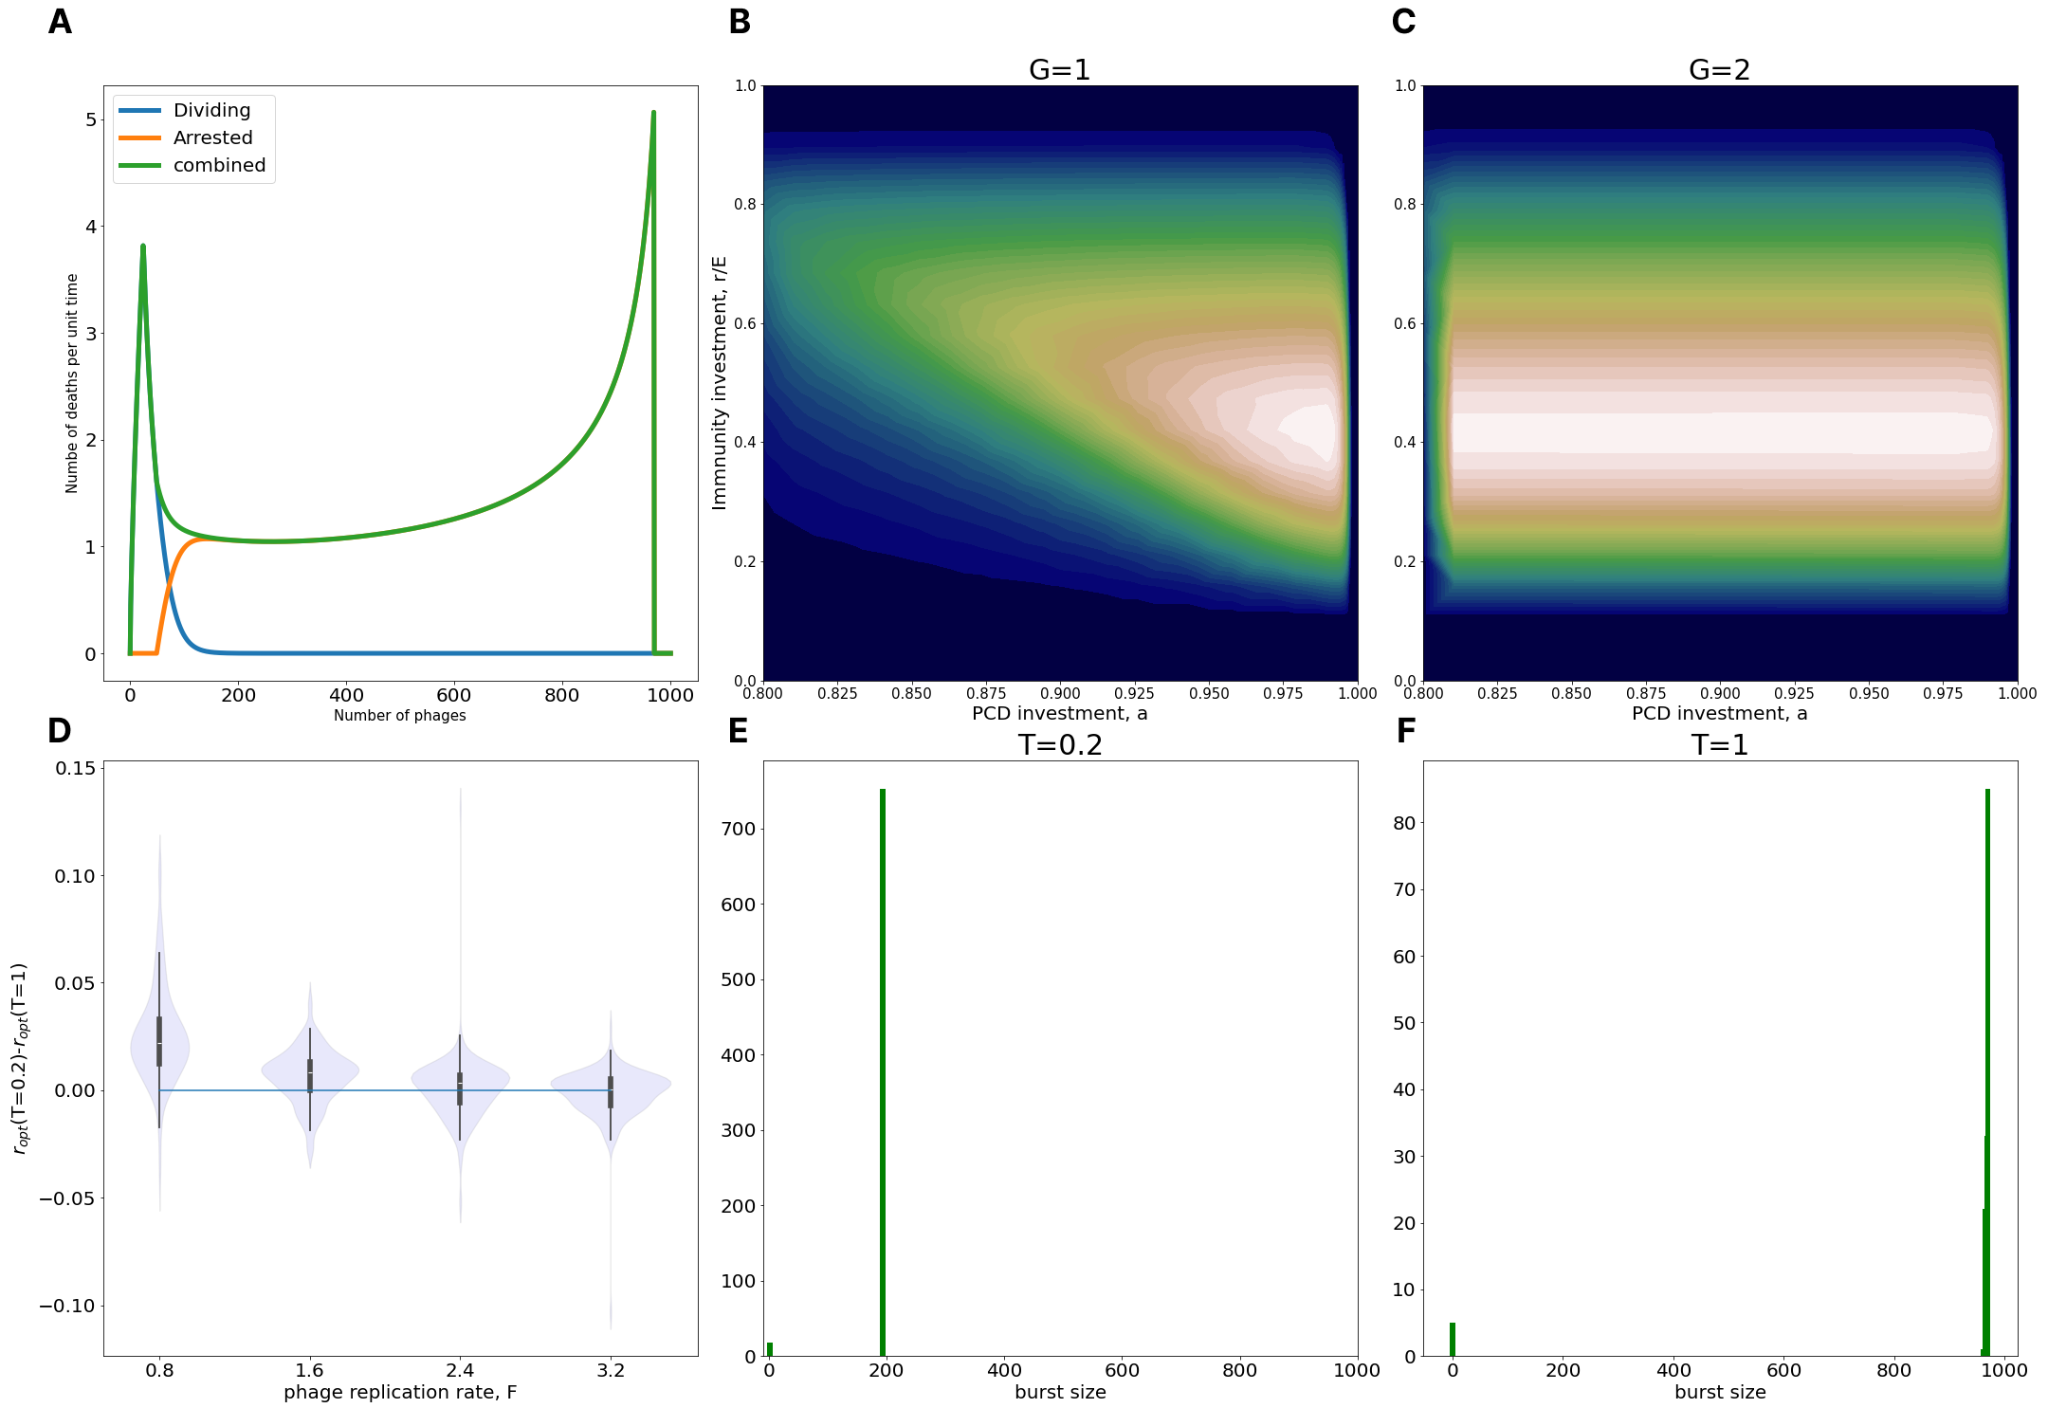 A
Dividing
Arrested
combined
5
4
3
2
1
0
Numbe of deaths per unit time
0 200 400 600 800 1000
Number of phages
B
G=1
1.0
0.8
0.6
0.4
0.2
0.0
Immnunity investment, r/E
0.800 0.825 0.850 0.875 0.900 0.925 0.950 0.975 1.000
PCD investment, a
C
G=2
1.0
0.8
0.6
0.4
0.2
0.0
0.800 0.825 0.850 0.875 0.900 0.925 0.950 0.975 1.000
PCD investment, a
D
0.15
0.10
0.05
0.00
−0.05
−0.10
r_opt(T=0.2)-r_opt(T=1)
0.8 1.6 2.4 3.2
phage replication rate, F
E
T=0.2
700
600
500
400
300
200
100
0
0 200 400 600 800 1000
burst size
F
T=1
80
70
60
50
40
30
20
10
0
0 200 400 600 800 1000
burst size